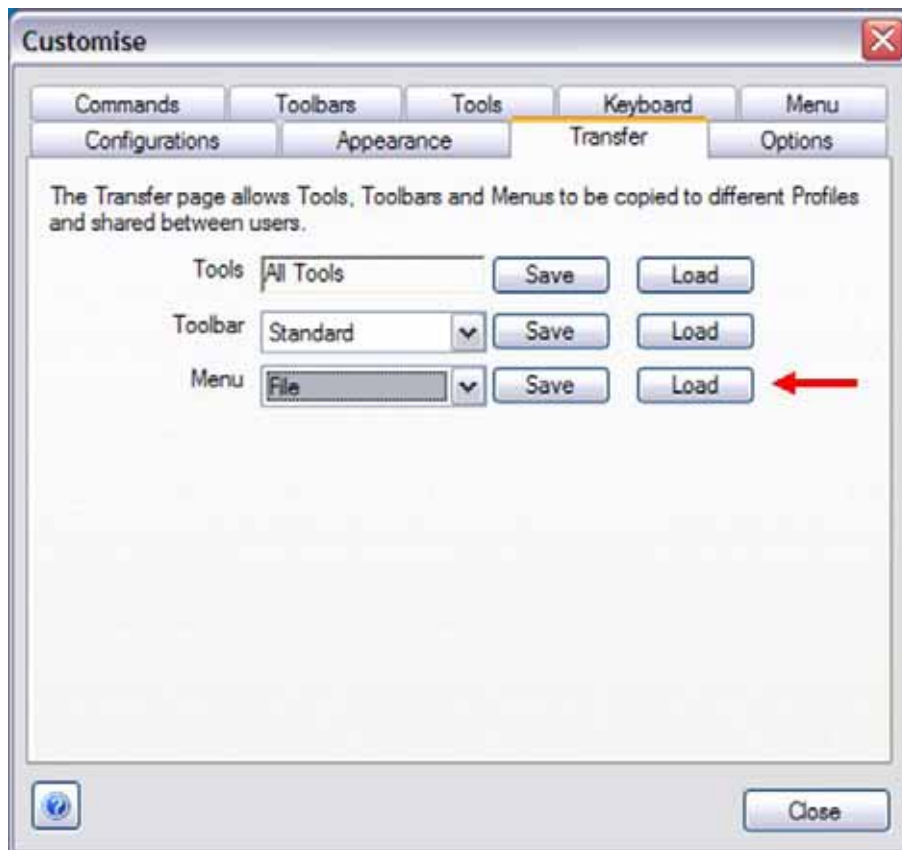 Customise
Commands Toolbars Tools Keyboard Menu
Configurations Appearance Transfer Options
The Transfer page allows Tools, Toolbars and Menus to be copied to different Profiles
and shared between users.
Tools All Tools Save Load
Toolbar Standard Save Load
Menu File Save Load
Close